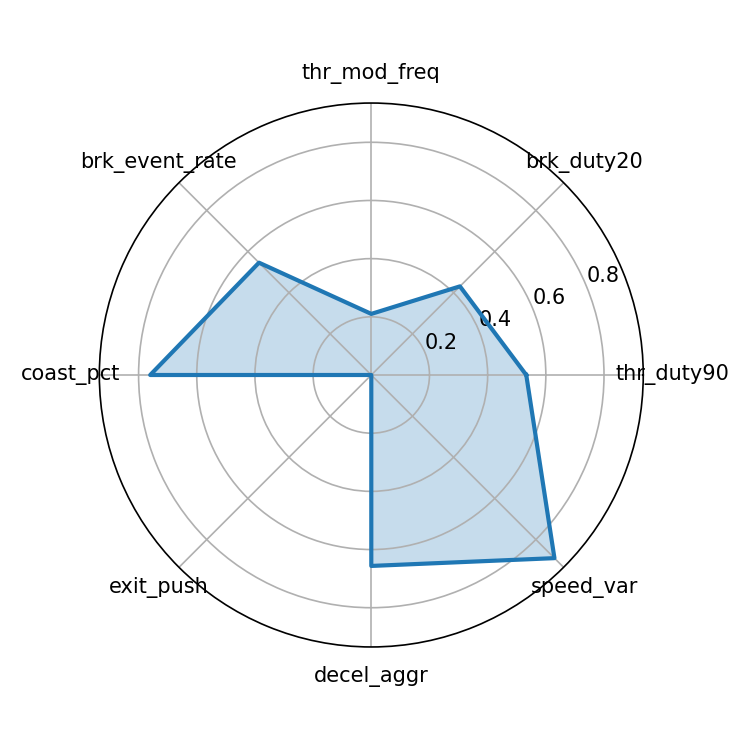 thr_mod_freq
brk_event_rate
brk_duty20
0.8
0.6
0.4
0.2
coast_pct
thr_duty90
exit_push
speed_var
decel_aggr